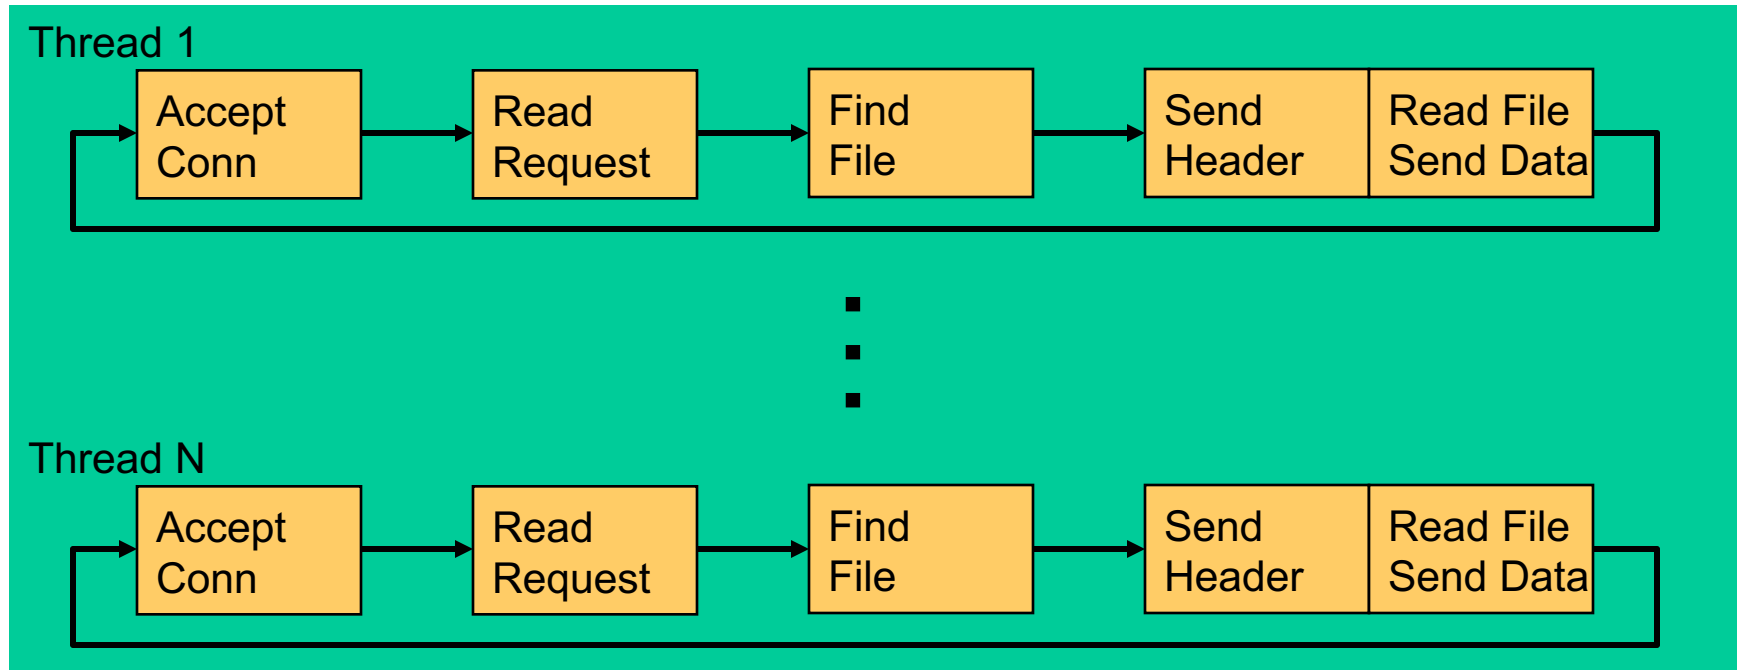 Thread 1
Accept
Conn
Read
Request
Find
File
Send
Header
Read File
Send Data
Thread N
Accept
Conn
Read
Request
Find
File
Send
Header
Read File
Send Data